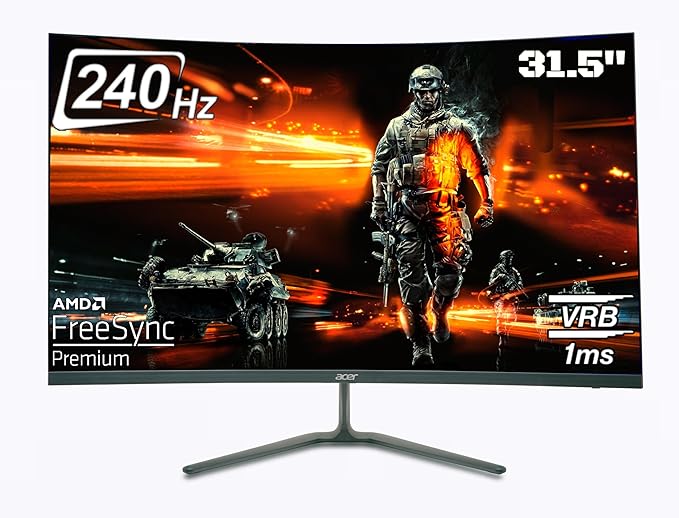 240Hz
31.5"
AMD
FreeSync
Premium
VRB
1ms
acer